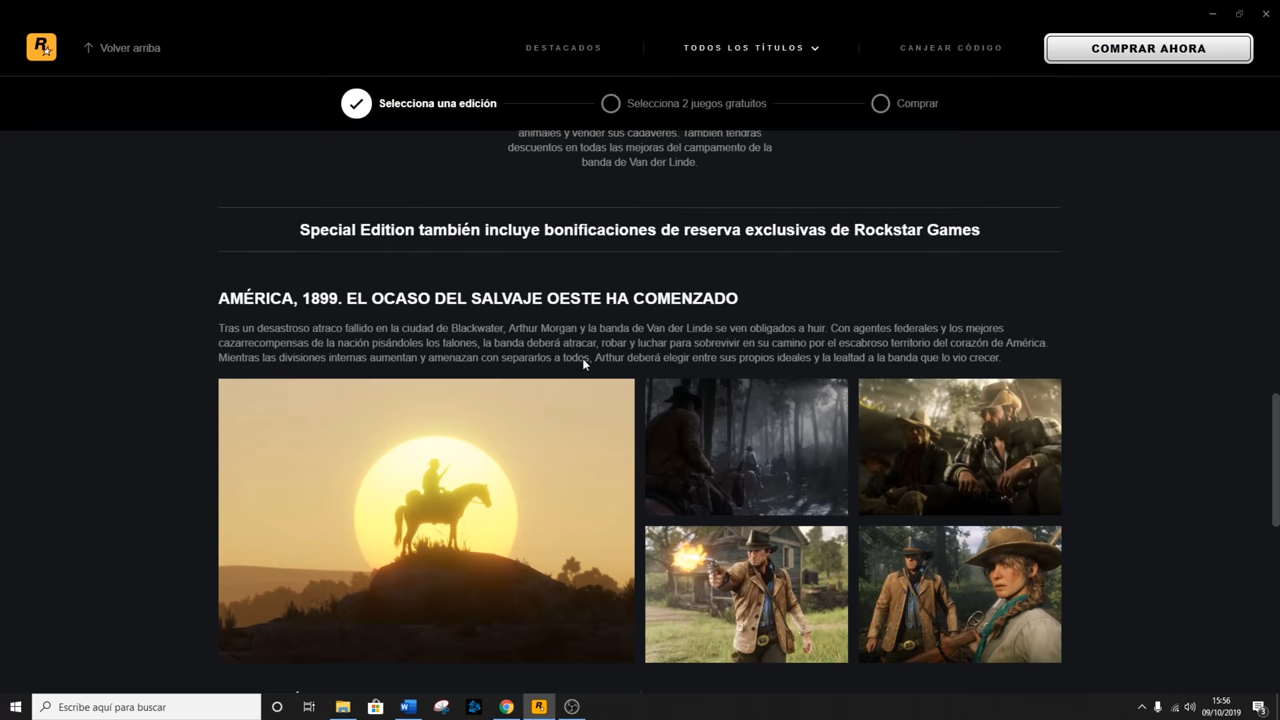 R
Volver arriba
DESTACADOS
TODOS LOS TÍTULOS
CANJEAR CÓDIGO
COMPRAR AHORA
Selecciona una edición
Selecciona 2 juegos gratuitos
Comprar
animales y vender sus cadáveres. También tendrás
descuentos en todas las mejoras del campamento de la
banda de Van der Linde.
Special Edition también incluye bonificaciones de reserva exclusivas de Rockstar Games
AMÉRICA, 1899. EL OCASO DEL SALVAJE OESTE HA COMENZADO
Tras un desastroso atraco fallido en la ciudad de Blackwater, Arthur Morgan y la banda de Van der Linde se ven obligados a huir. Con agentes federales y los mejores
cazarrecompensas de la nación pisándoles los talones, la banda deberá atracar, robar y luchar para sobrevivir en su camino por el escabroso territorio del corazón de América.
Mientras las divisiones internas aumentan y amenazan con separarlos a todos, Arthur deberá elegir entre sus propios ideales y la lealtad a la banda que lo vio crecer.
Escribe aquí para buscar
15:56
09/10/2019
3